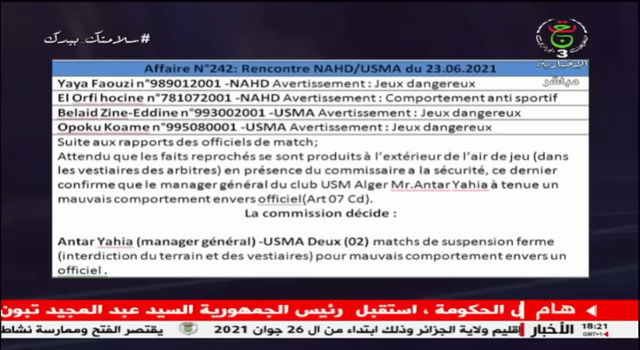 #سلامتك_بيدك
3
الإخبارية
مباشر
Affaire N°242: Rencontre NAHD/USMA du 23.06.2021
Yaya Faouzi n°989012001 -NAHD Avertissement : Jeux dangereux
El Orfi hocine n°781072001 -NAHD Avertissement : Comportement anti sportif
Belaid Zine-Eddine n°993002001 -USMA Avertissement : Jeux dangereux
Opoku Koame n°995080001 -USMA Avertissement : Jeux dangereux
Suite aux rapports des officiels de match;
Attendu que les faits reprochés se sont produits à l’extérieur de l’air de jeu (dans
les vestiaires des arbitres) en présence du commissaire a la sécurité, ce dernier
confirme que le manager général du club USM Alger Mr.Antar Yahia à tenue un
mauvais comportement envers officiel(Art 07 Cd).
La commission décide :
Antar Yahia (manager général) -USMA Deux (02) matchs de suspension ferme
(interdiction du terrain et des vestiaires) pour mauvais comportement envers un
officiel .
هام ل الحكومة ، استقبل رئيس الجمهورية السيد عبد المجيد تبون
18:21
GMT+1
الأخبار إقليم ولاية الجزائر وذلك ابتداء من ال 26 جوان 2021 يقتصر الفتح وممارسة نشاط